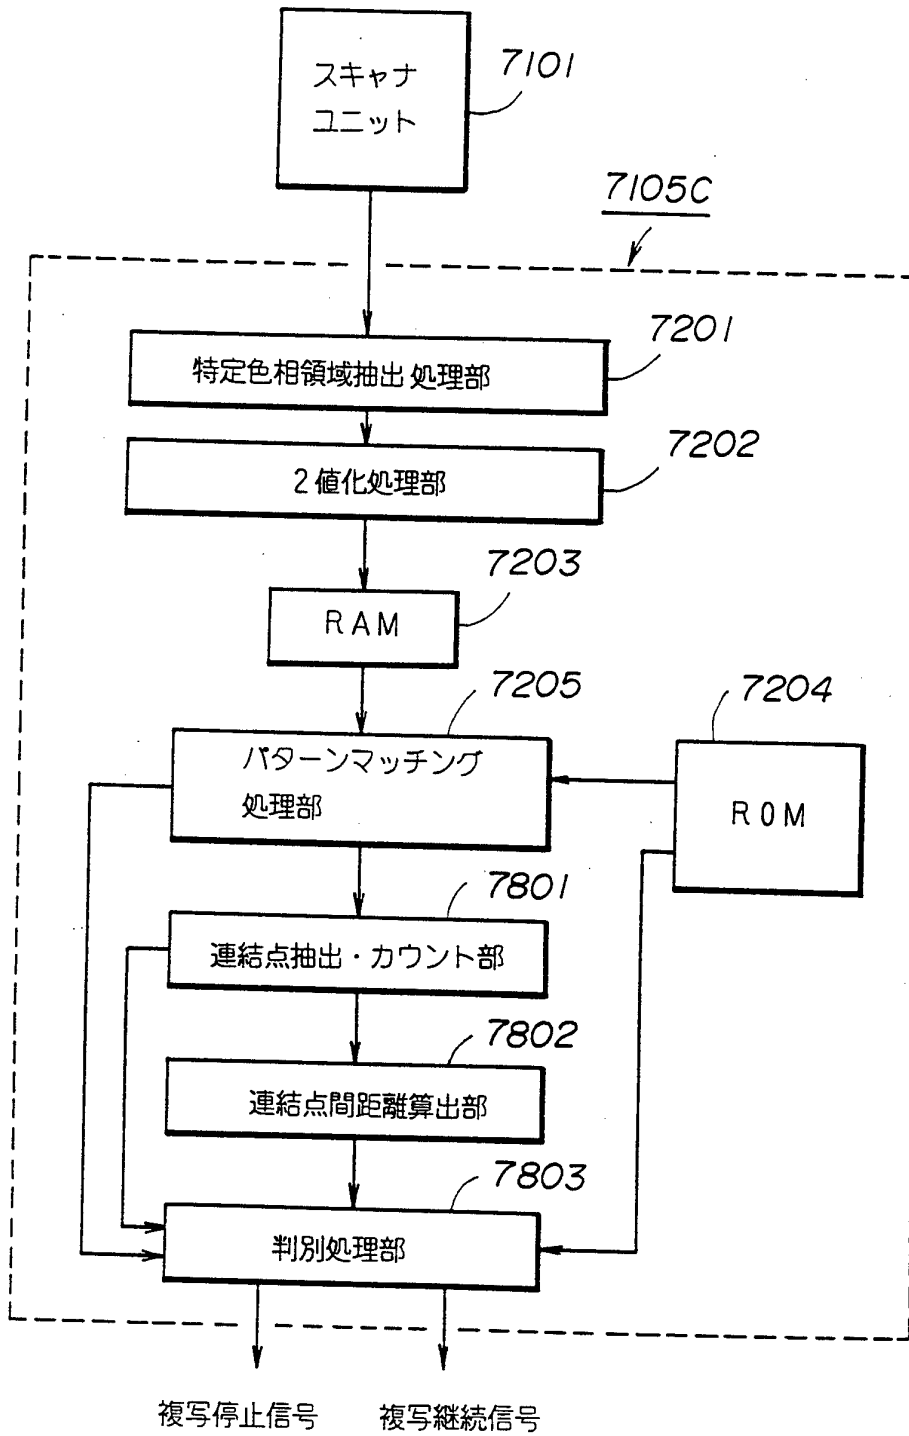 スキャナ
ユニット
7101
7105C
7201
特定色相領域抽出処理部
7202
2値化処理部
7203
RAM
7205
7204
パターンマッチング
処理部
ROM
7801
連結点抽出・カウント部
7802
連結点間距離算出部
7803
判別処理部
複写停止信号
複写継続信号